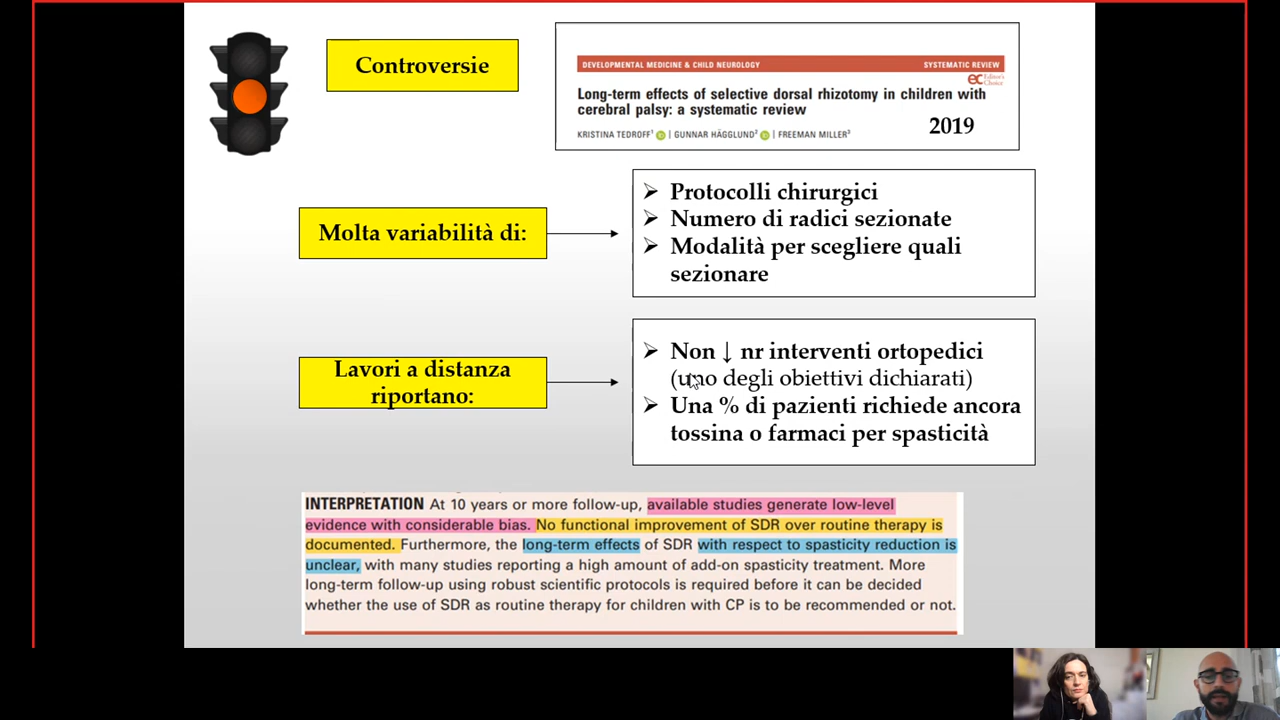 Controversie
DEVELOPMENTAL MEDICINE & CHILD NEUROLOGY
SYSTEMATIC REVIEW
ec Editor's
Choice
Long-term effects of selective dorsal rhizotomy in children with
cerebral palsy: a systematic review
KRISTINA TEDROFF¹ | GUNNAR HÄGGLUND² | FREEMAN MILLER³
2019
Molta variabilità di:
➢ Protocolli chirurgici
➢ Numero di radici sezionate
➢ Modalità per scegliere quali
sezionare
Lavori a distanza
riportano:
➢ Non ↓ nr interventi ortopedici
(uno degli obiettivi dichiarati)
➢ Una % di pazienti richiede ancora
tossina o farmaci per spasticità
INTERPRETATION At 10 years or more follow-up, available studies generate low-level
evidence with considerable bias. No functional improvement of SDR over routine therapy is
documented. Furthermore, the long-term effects of SDR with respect to spasticity reduction is
unclear, with many studies reporting a high amount of add-on spasticity treatment. More
long-term follow-up using robust scientific protocols is required before it can be decided
whether the use of SDR as routine therapy for children with CP is to be recommended or not.